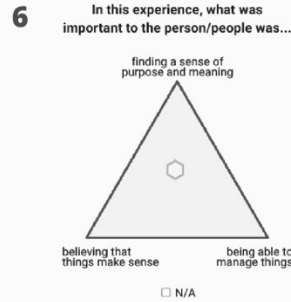 6
In this experience, what was
important to the person/people was...
finding a sense of
purpose and meaning
believing that
things make sense
being able to
manage things
N/A